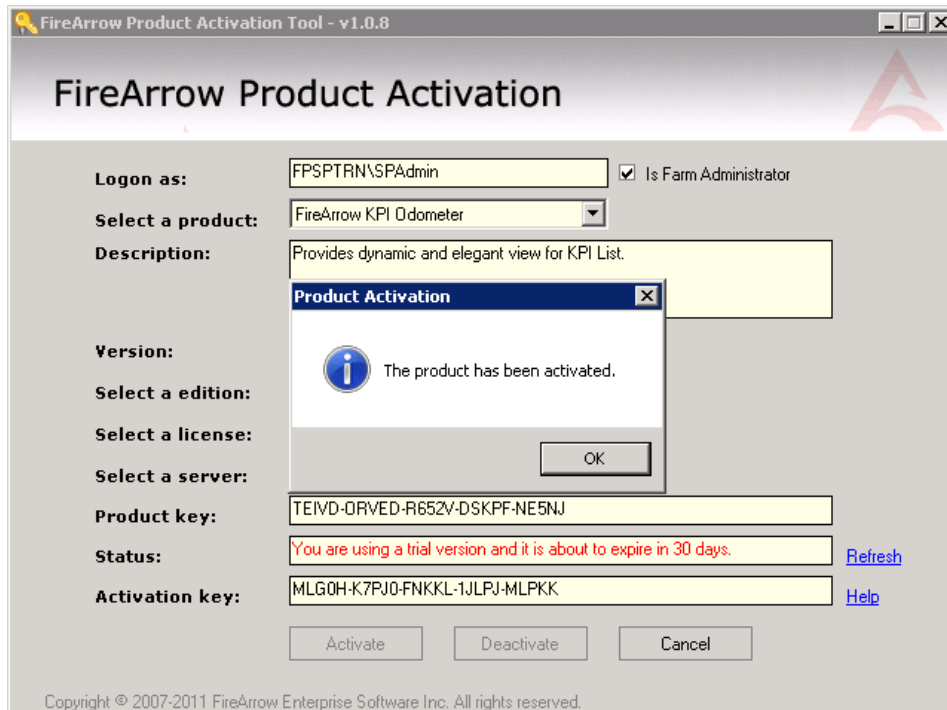 FireArrow Product Activation Tool - v1.0.8
FireArrow Product Activation
Logon as: FPSPTRN\SPAdmin Is Farm Administrator
Select a product: FireArrow KPI Odometer
Description: Provides dynamic and elegant view for KPI List.
Product Activation
The product has been activated.
OK
Version:
Select a edition:
Select a license:
Select a server:
Product key: TEIVD-ORVED-R652V-DSKPF-NE5NJ
Status: You are using a trial version and it is about to expire in 30 days. Refresh
Activation key: MLG0H-K7PJ0-FNKKL-1JLPJ-MLPKK Help
Activate Deactivate Cancel
Copyright © 2007-2011 FireArrow Enterprise Software Inc. All rights reserved.